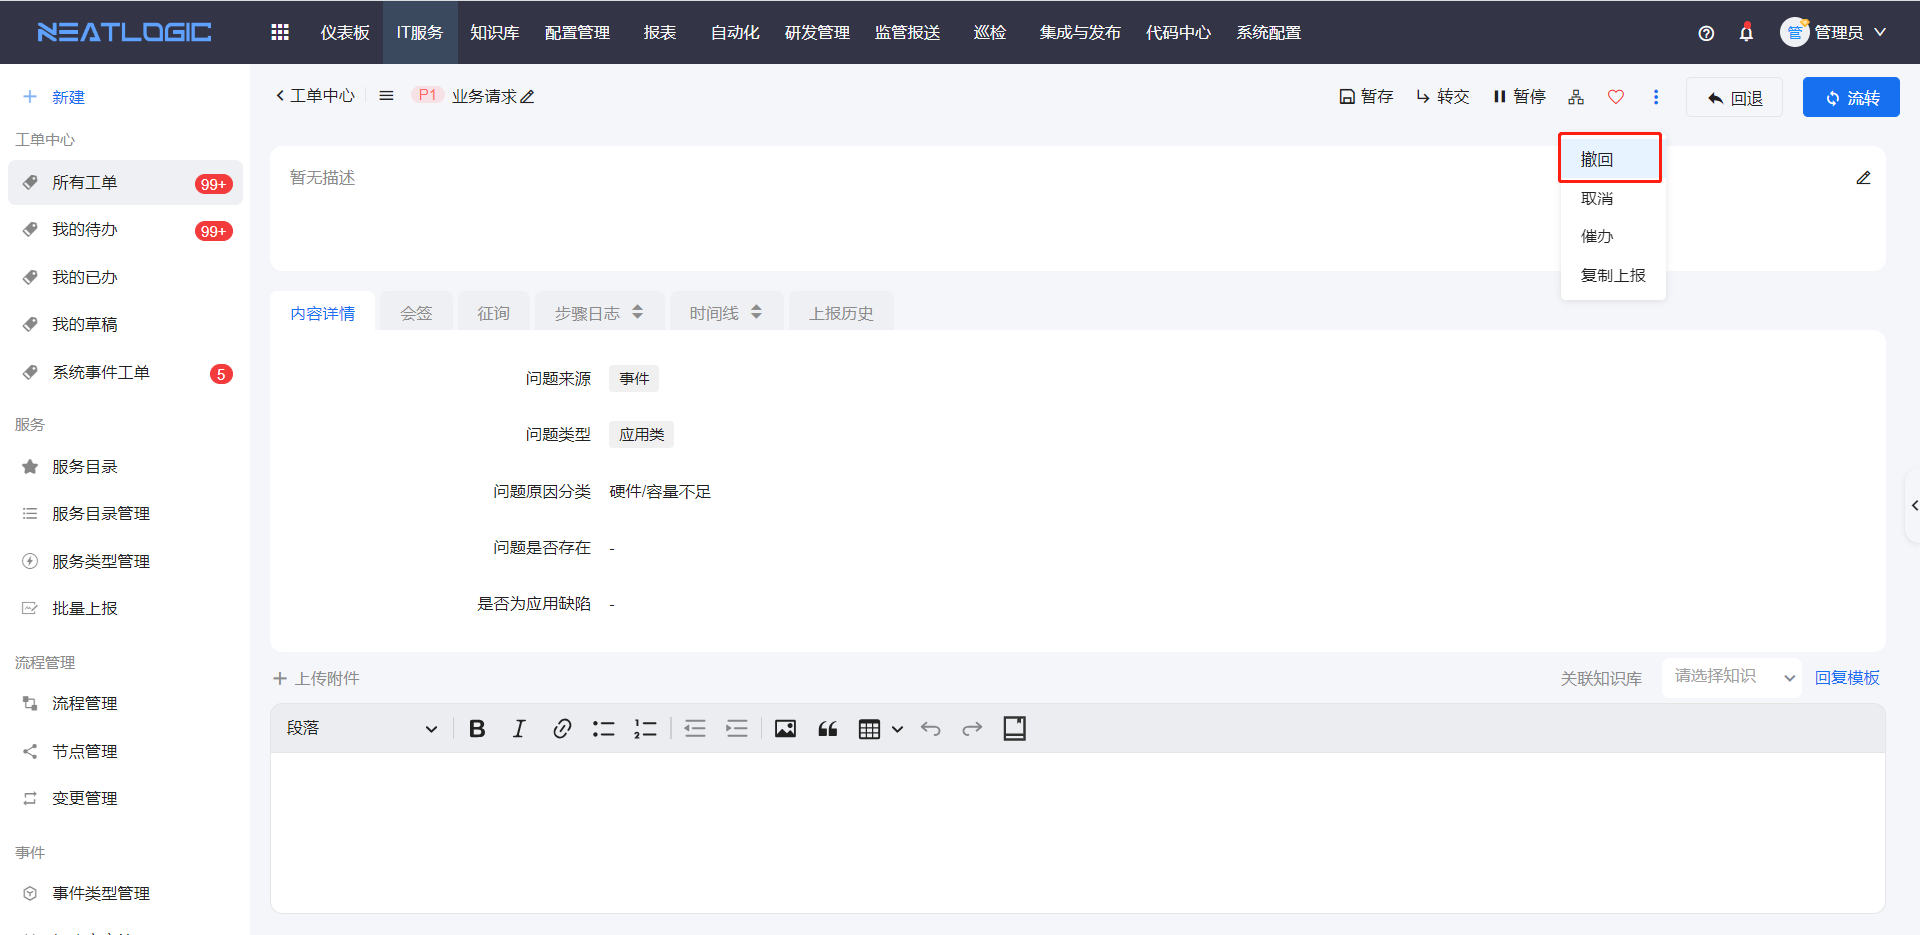 NEATLOGIC
仪表板 IT服务 知识库 配置管理 报表 自动化 研发管理 监管报送 巡检 集成与发布 代码中心 系统配置
管 管理员
新建
工单中心
所有工单 99+
我的待办 99+
我的已办
我的草稿
系统事件工单 5
服务
服务目录
服务目录管理
服务类型管理
批量上报
流程管理
流程管理
节点管理
变更管理
事件
事件类型管理
工单中心 P1 业务请求
暂存 转交 暂停 回退 流转
撤回
取消
催办
复制上报
暂无描述
内容详情 会签 征询 步骤日志 时间线 上报历史
问题来源 事件
问题类型 应用类
问题原因分类 硬件/容量不足
问题是否存在 -
是否为应用缺陷 -
上传附件
关联知识库 请选择知识 回复模板
段落